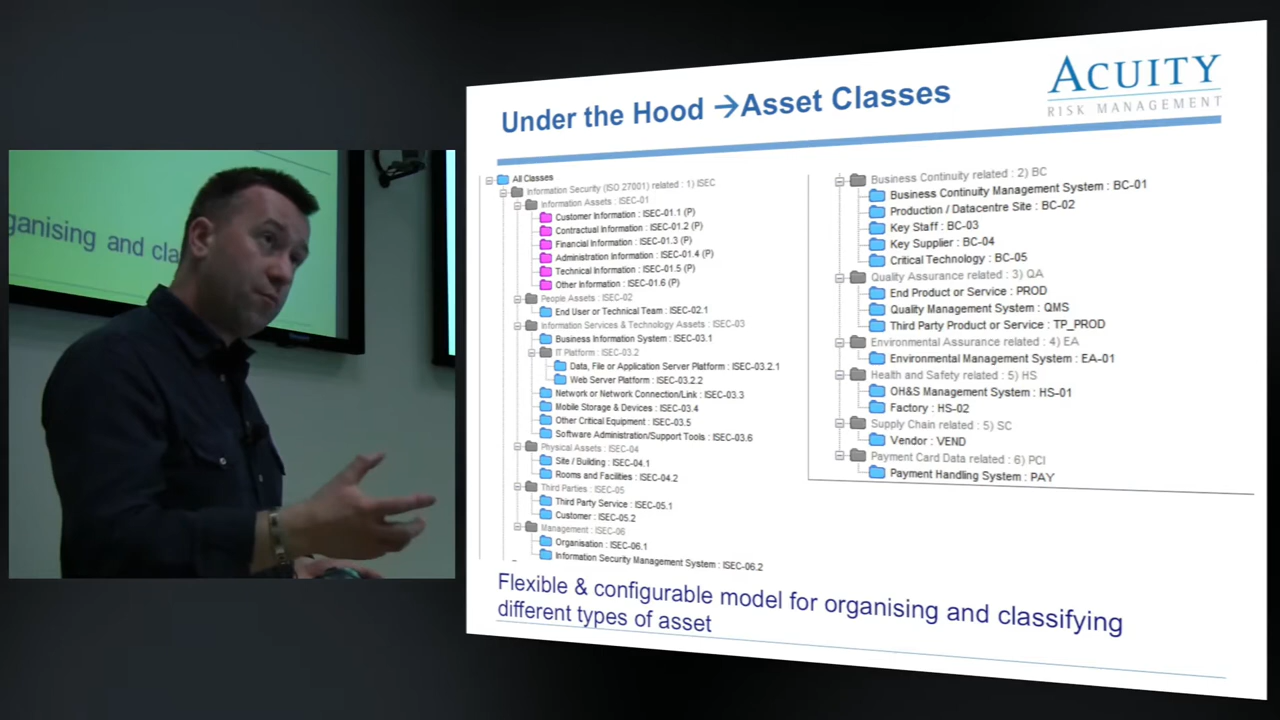 ganising and cla
ACUITY
RISK MANAGEMENT
Under the Hood →Asset Classes
All Classes
Information Security (ISO 27001) related : 1) ISEC
Information Assets : ISEC-01
Customer Information : ISEC-01.1 (P)
Contractual Information : ISEC-01.2 (P)
Financial Information : ISEC-01.3 (P)
Administration Information : ISEC-01.4 (P)
Technical Information : ISEC-01.5 (P)
Other Information : ISEC-01.6 (P)
People Assets : ISEC-02
End User or Technical Team : ISEC-02.1
Information Services & Technology Assets : ISEC-03
Business Information System : ISEC-03.1
IT Platform : ISEC-03.2
Data, File or Application Server Platform : ISEC-03.2.1
Web Server Platform : ISEC-03.2.2
Network or Network Connection/Link : ISEC-03.3
Mobile Storage & Devices : ISEC-03.4
Other Critical Equipment : ISEC-03.5
Software Administration/Support Tools : ISEC-03.6
Physical Assets : ISEC-04
Site / Building : ISEC-04.1
Rooms and Facilities : ISEC-04.2
Third Parties : ISEC-05
Third Party Service : ISEC-05.1
Customer : ISEC-05.2
Management : ISEC-06
Organisation : ISEC-06.1
Information Security Management System : ISEC-06.2
Business Continuity related : 2) BC
Business Continuity Management System : BC-01
Production / Datacentre Site : BC-02
Key Staff : BC-03
Key Supplier : BC-04
Critical Technology : BC-05
Quality Assurance related : 3) QA
End Product or Service : PROD
Quality Management System : QMS
Third Party Product or Service : TP_PROD
Environmental Assurance related : 4) EA
Environmental Management System : EA-01
Health and Safety related : 5) HS
OH&S Management System : HS-01
Factory : HS-02
Supply Chain related : 5) SC
Vendor : VEND
Payment Card Data related : 6) PCI
Payment Handling System : PAY
Flexible & configurable model for organising and classifying
different types of asset